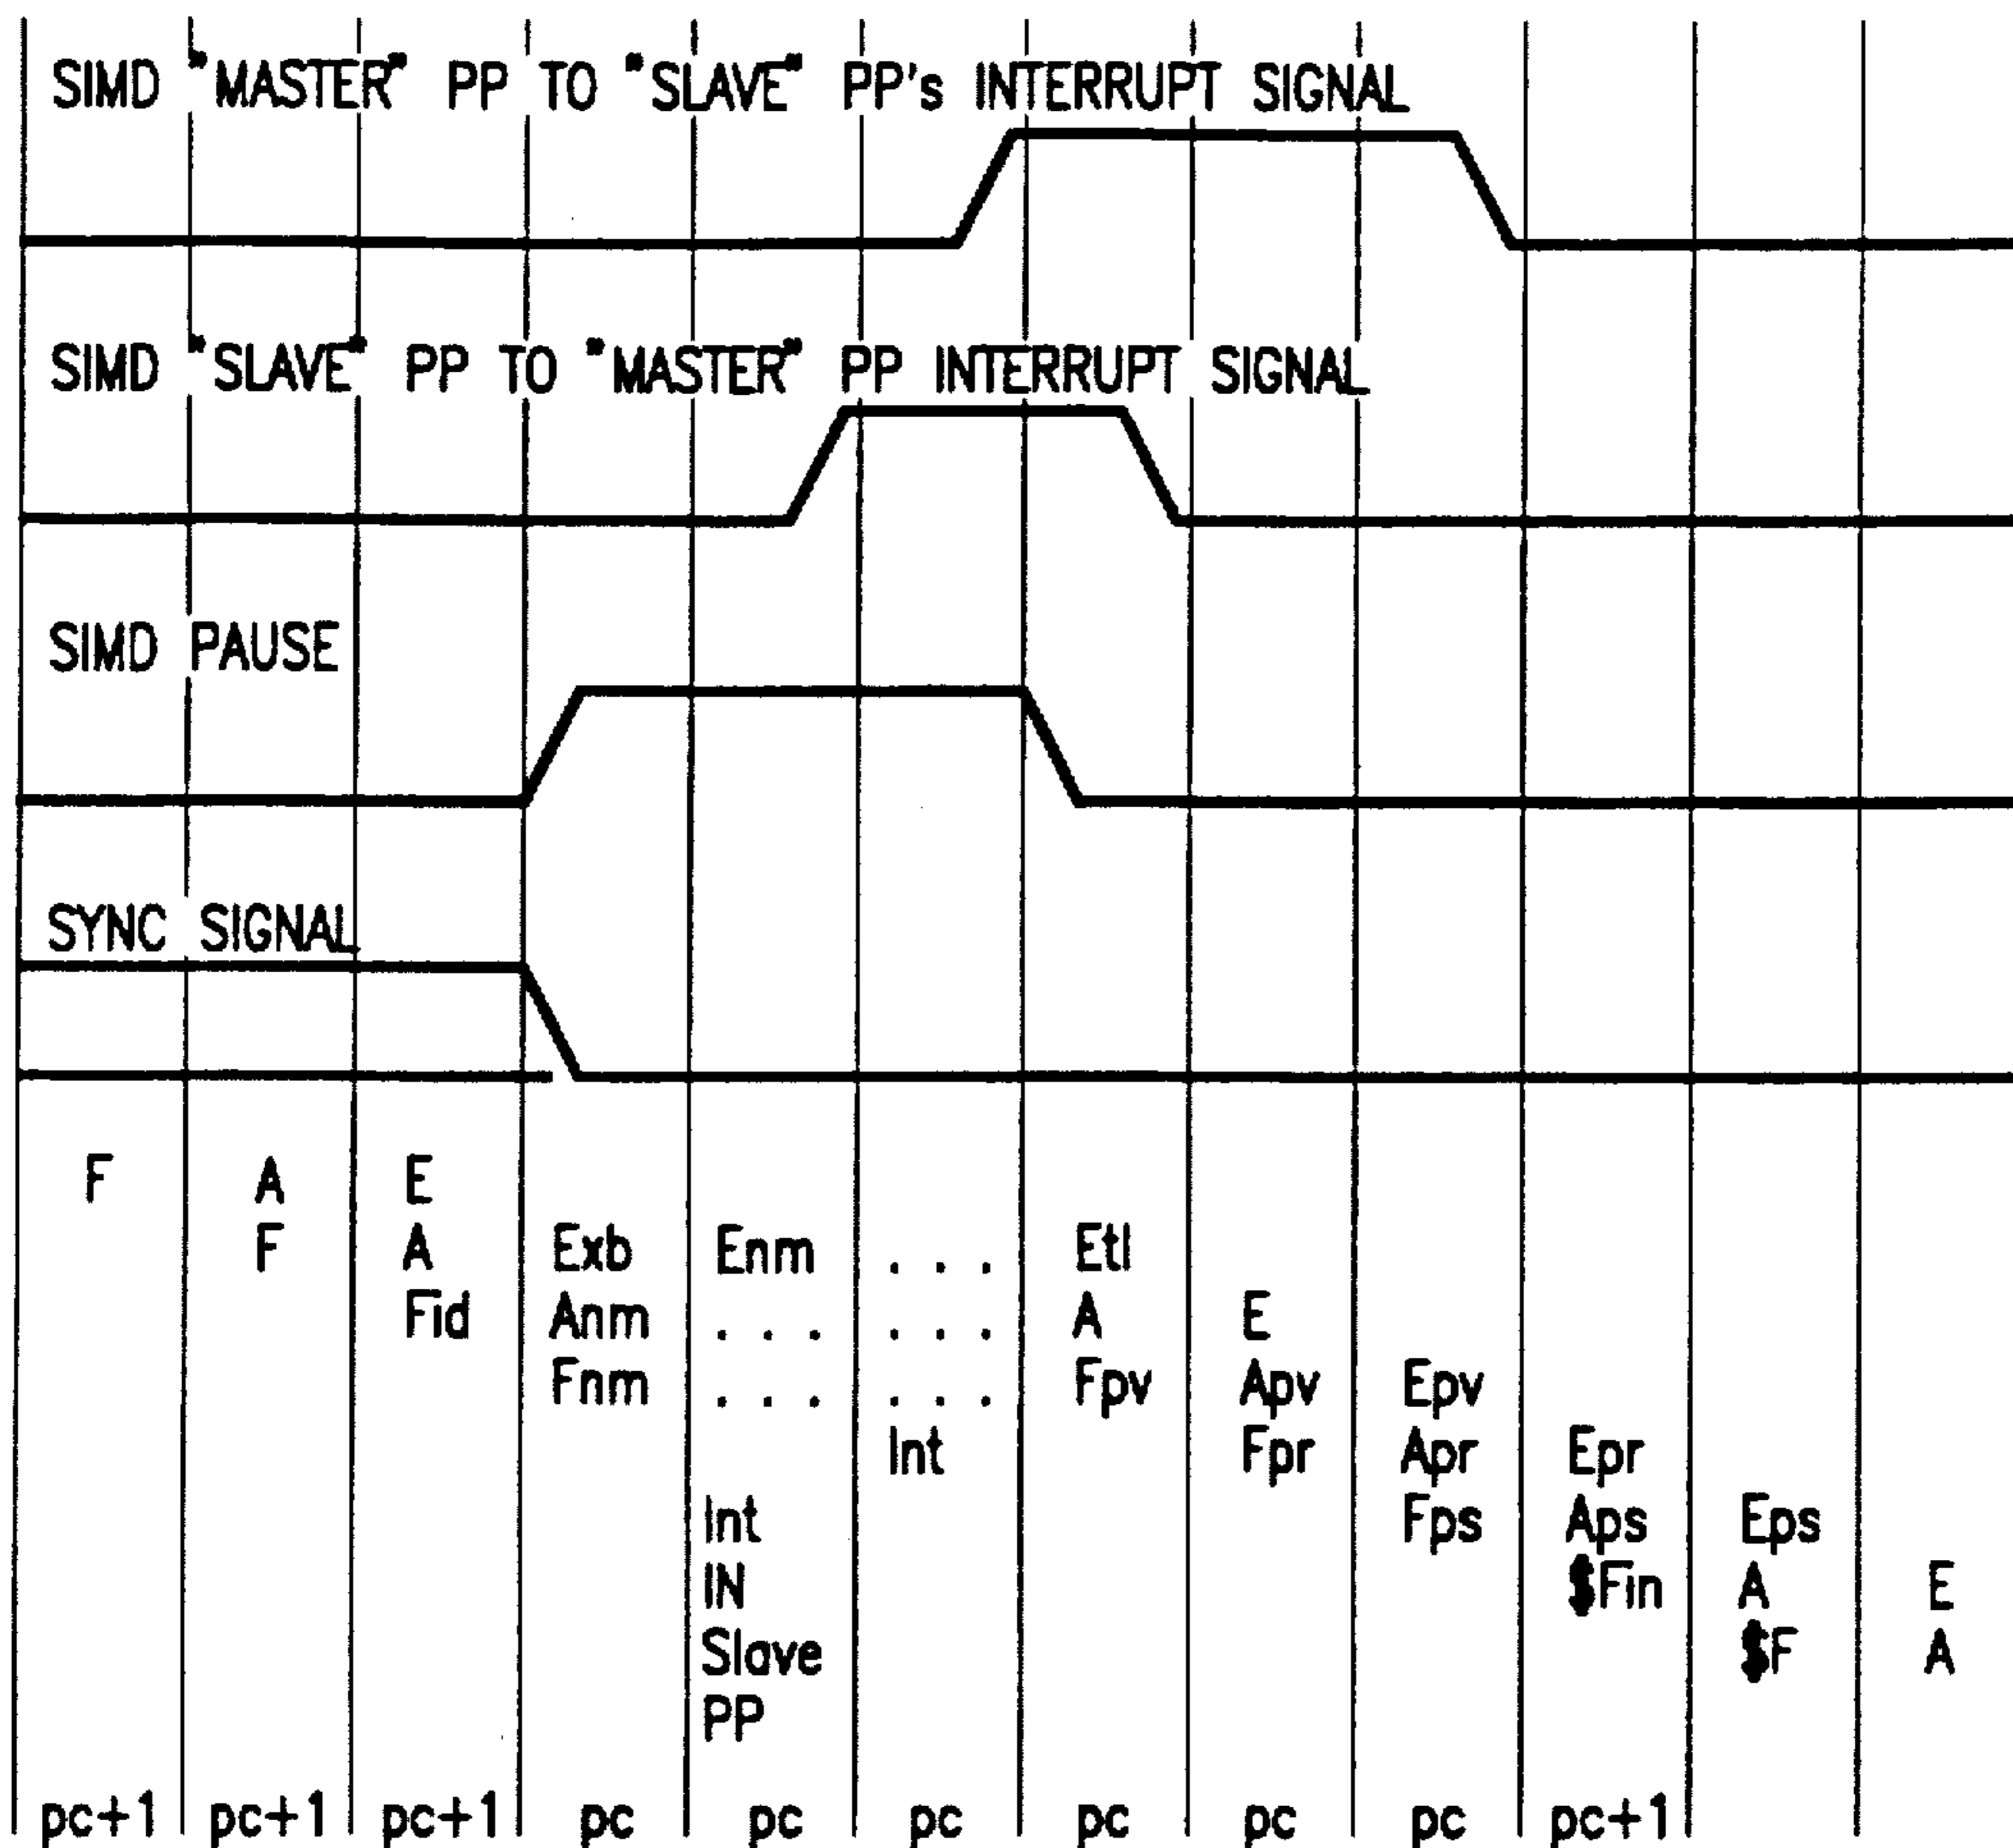 SIMD "MASTER" PP TO "SLAVE" PP's INTERRUPT SIGNAL
SIMD "SLAVE" PP TO "MASTER" PP INTERRUPT SIGNAL
SIMD PAUSE
SYNC SIGNAL
F A E
F A Exb Enm . . . Etl
Fid Anm . . . . . . A E
Fnm . . . . . . Fpv Apv Epv
Int Fpr Apr Epr
Int Fps Aps Eps
IN $Fin A E
Slave $F A
PP
pc+1 pc+1 pc+1 pc pc pc pc pc pc pc+1